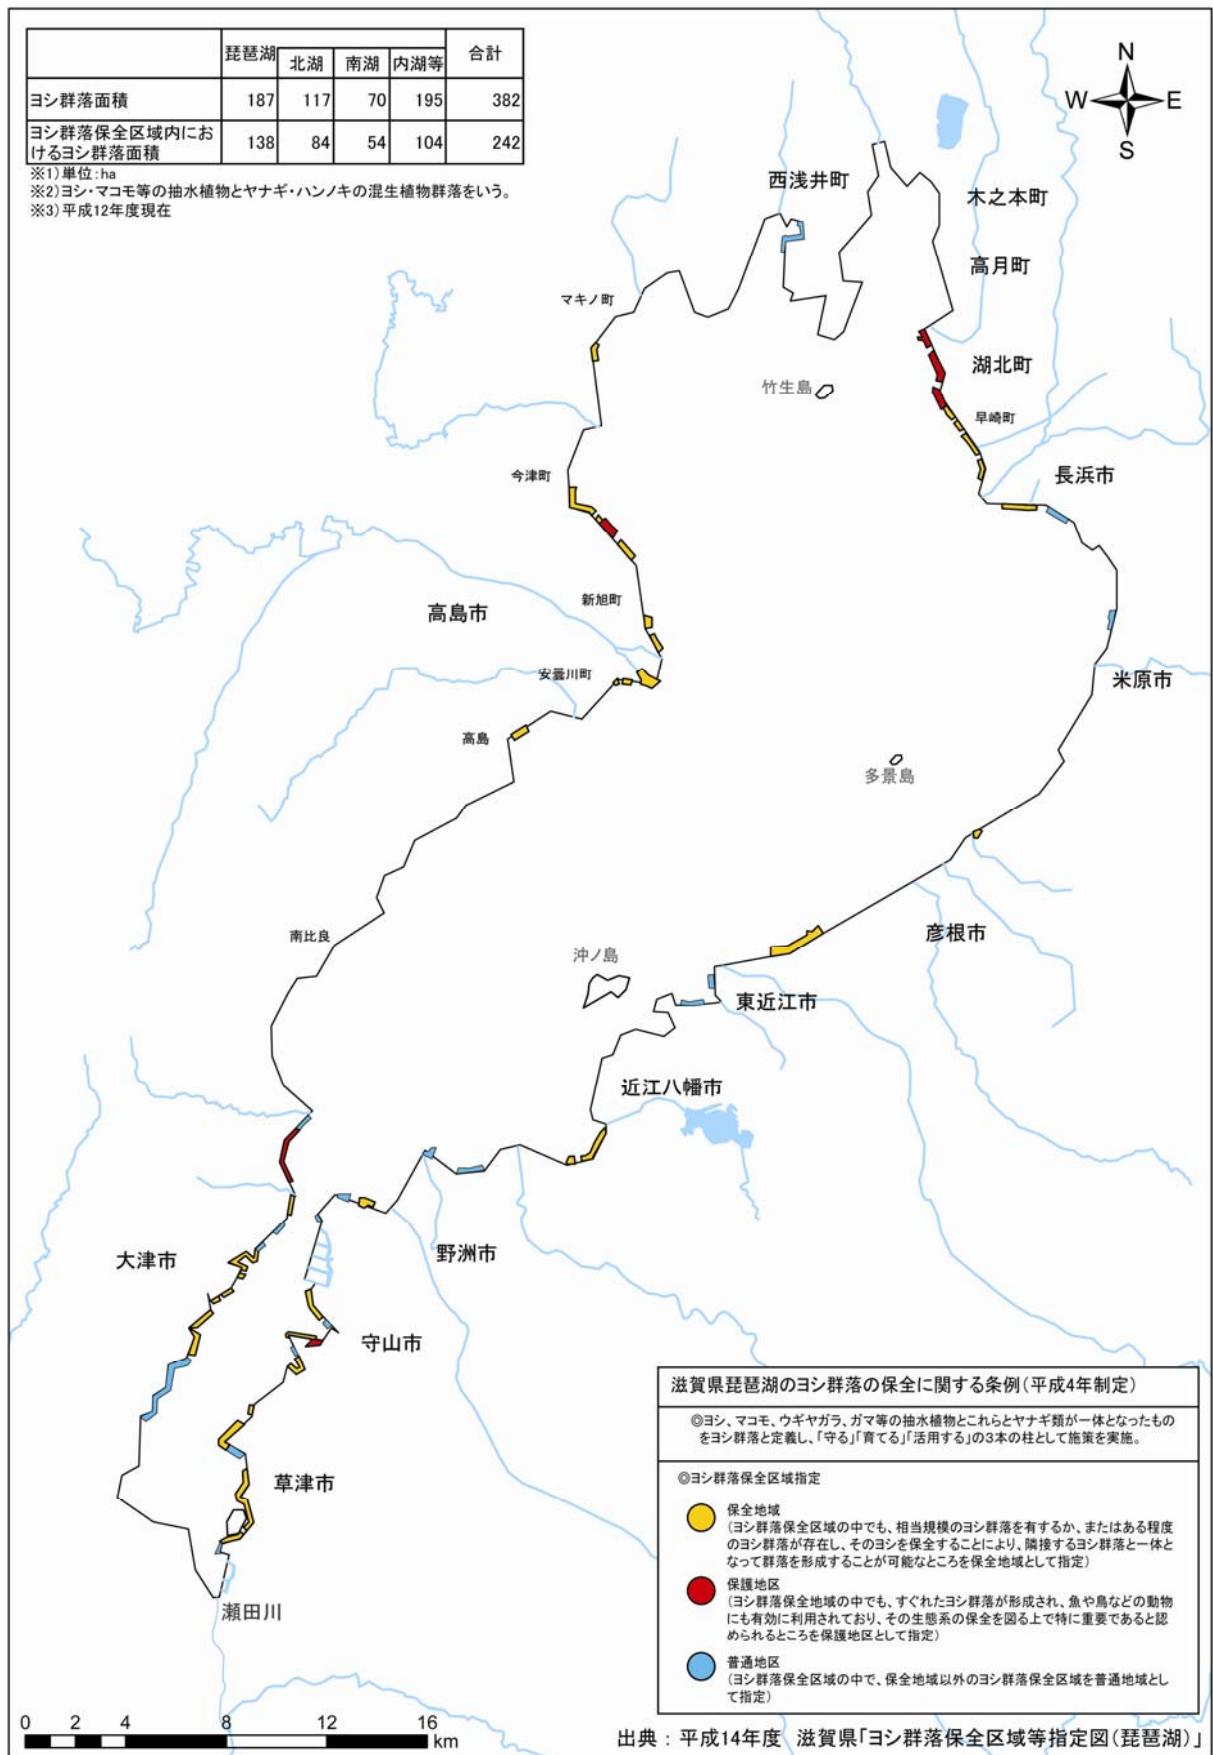 琵琶湖 北湖 南湖 内湖等 合計
ヨシ群落面積 187 117 70 195 382
ヨシ群落保全区域内にお
けるヨシ群落面積 138 84 54 104 242
※1)単位:ha
※2)ヨシ・マコモ等の抽水植物とヤナギ・ハンノキの混生植物群落をいう。
※3)平成12年度現在
N
W E
S
西浅井町
木之本町
高月町
マキノ町
湖北町
竹生島
早崎町
今津町
長浜市
新旭町
高島市
安曇川町
米原市
高島
多景島
南比良
彦根市
沖ノ島
東近江市
近江八幡市
大津市
野洲市
守山市
草津市
瀬田川
滋賀県琵琶湖のヨシ群落の保全に関する条例(平成4年制定)
◎ヨシ、マコモ、ウキヤガラ、ガマ等の抽水植物とこれらとヤナギ類が一体となったもの
をヨシ群落と定義し、「守る」「育てる」「活用する」の3本の柱として施策を実施。
◎ヨシ群落保全区域指定
保全地域
(ヨシ群落保全区域の中でも、相当規模のヨシ群落を有するか、またはある程度
のヨシ群落が存在し、そのヨシを保全することにより、隣接するヨシ群落と一体と
なって群落を形成することが可能なところを保全地域として指定)
保護地区
(ヨシ群落保全地域の中でも、すぐれたヨシ群落が形成され、魚や鳥などの動物
にも有効に利用されており、その生態系の保全を図る上で特に重要であると認
められるところを保護地区として指定)
普通地区
(ヨシ群落保全区域の中で、保全地域以外のヨシ群落保全区域を普通地域とし
て指定)
0 2 4 8 12 16
km
出典:平成14年度 滋賀県「ヨシ群落保全区域等指定図(琵琶湖)」